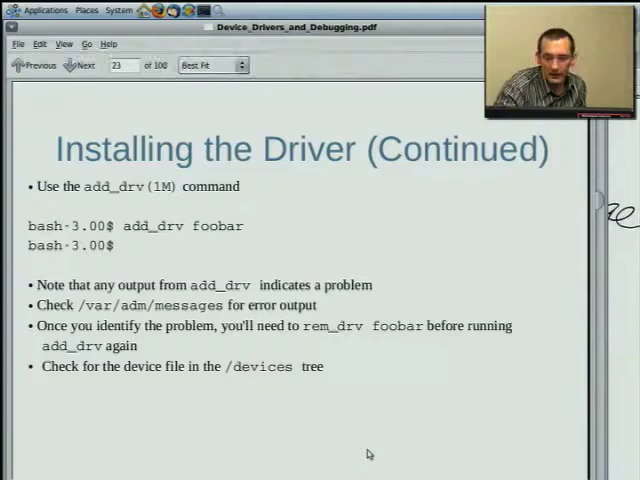 Applications Places System
Device_Drivers_and_Debugging.pdf
File Edit View Go Help
Previous Next 23 of 100 Best Fit
Installing the Driver (Continued)
• Use the add_drv(1M) command
bash-3.00$ add_drv foobar
bash-3.00$
• Note that any output from add_drv indicates a problem
• Check /var/adm/messages for error output
• Once you identify the problem, you'll need to rem_drv foobar before running
add_drv again
• Check for the device file in the /devices tree